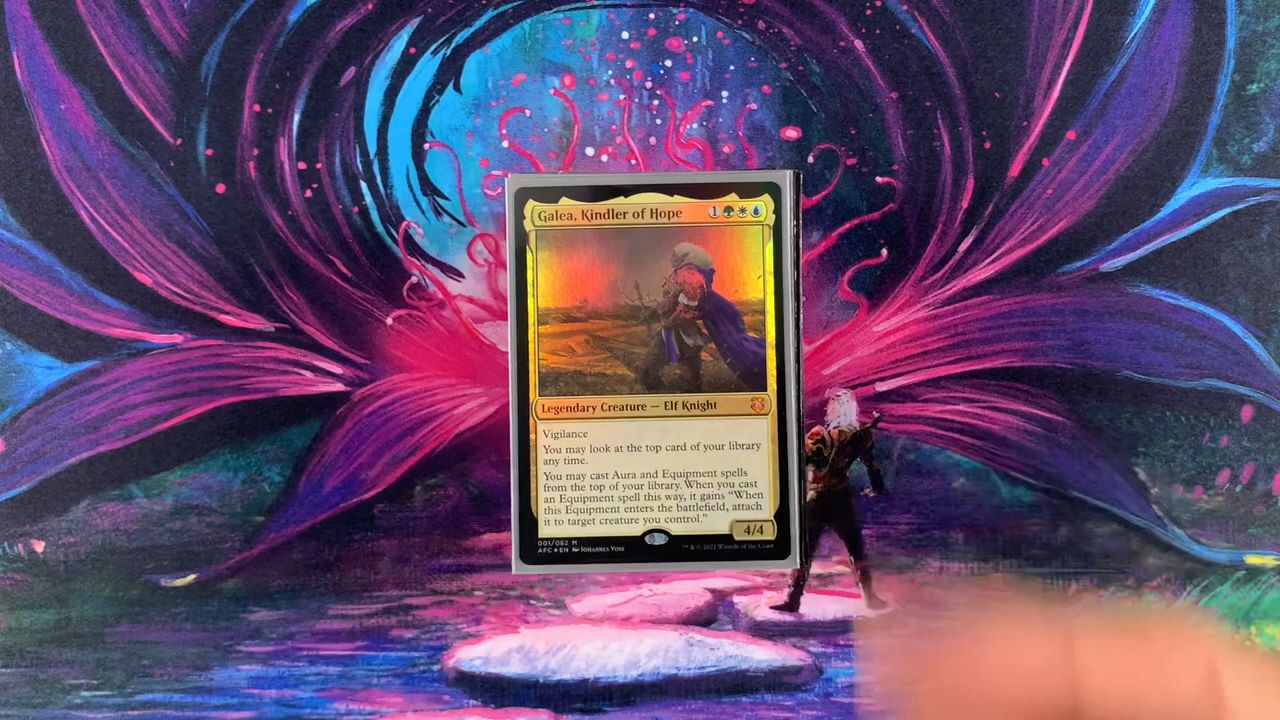 Galea, Kindler of Hope 1
Legendary Creature — Elf Knight
Vigilance
You may look at the top card of your library
any time.
You may cast Aura and Equipment spells
from the top of your library. When you cast
an Equipment spell this way, it gains “When
this Equipment enters the battlefield, attach
it to target creature you control.”
4/4
001/062 M
AFC★EN Johannes Voss
™ & © 2021 Wizards of the Coast